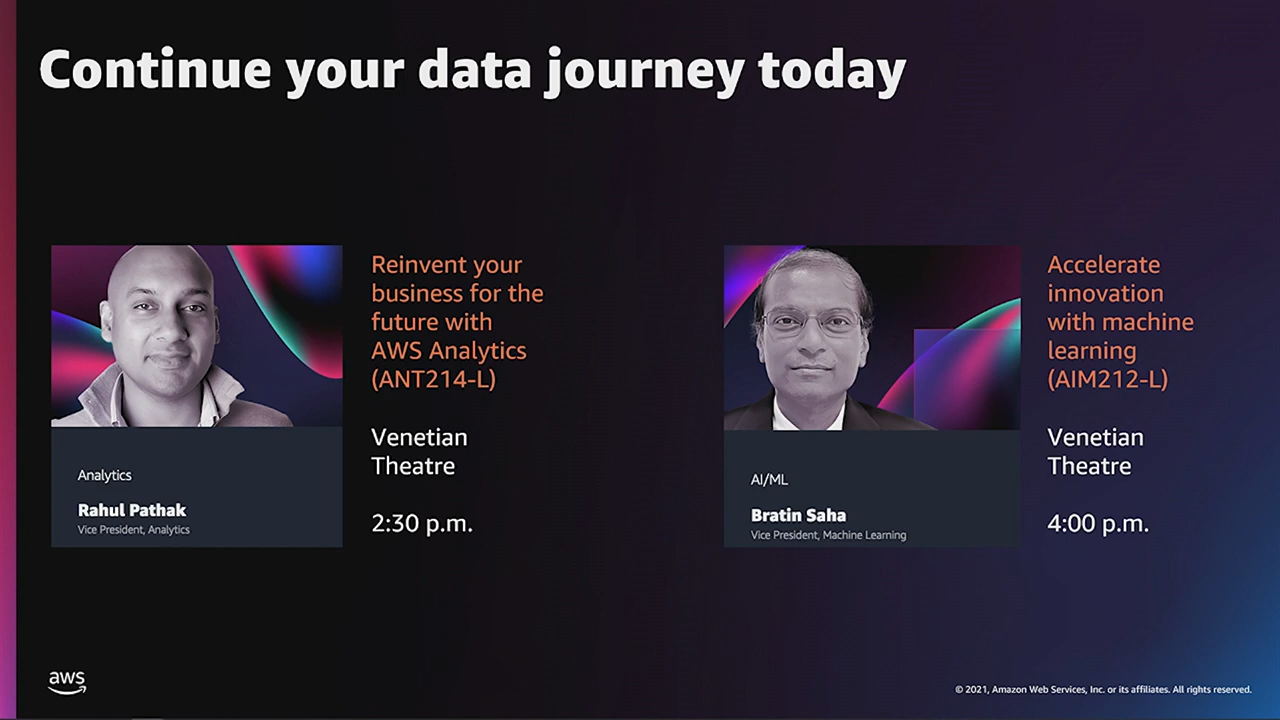 Continue your data journey today
Reinvent your
business for the
future with
AWS Analytics
(ANT214-L)
Venetian
Theatre
2:30 p.m.
Analytics
Rahul Pathak
Vice President, Analytics
Accelerate
innovation
with machine
learning
(AIM212-L)
Venetian
Theatre
4:00 p.m.
AI/ML
Bratin Saha
Vice President, Machine Learning
aws
© 2021, Amazon Web Services, Inc. or its affiliates. All rights reserved.